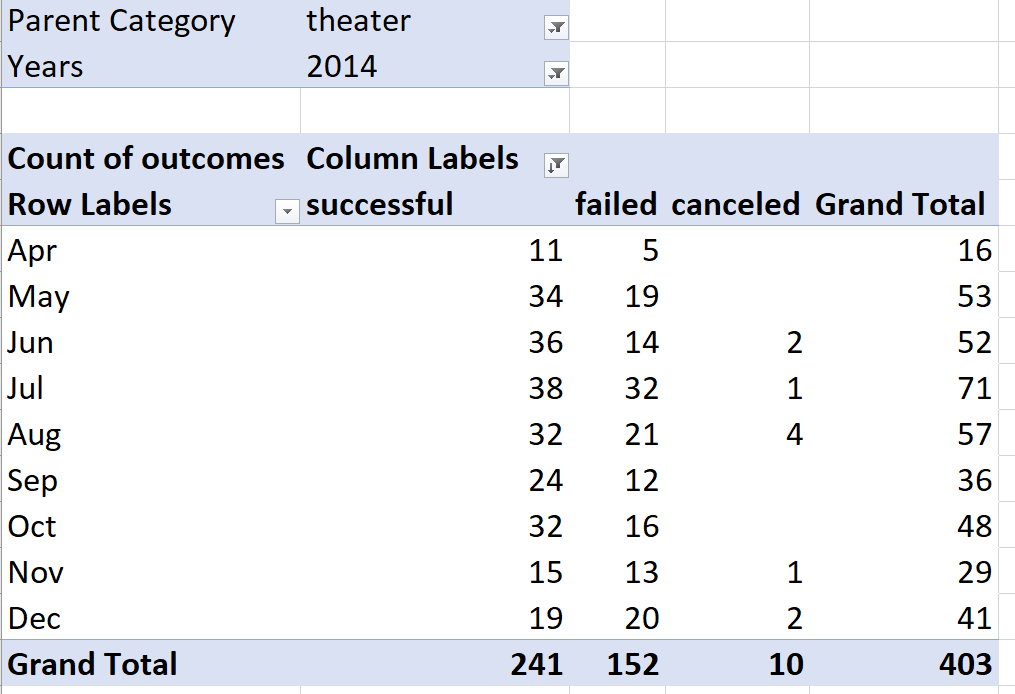 Parent Category theater
Years 2014
Count of outcomes Column Labels
Row Labels successful failed canceled Grand Total
Apr 11 5 16
May 34 19 53
Jun 36 14 2 52
Jul 38 32 1 71
Aug 32 21 4 57
Sep 24 12 36
Oct 32 16 48
Nov 15 13 1 29
Dec 19 20 2 41
Grand Total 241 152 10 403